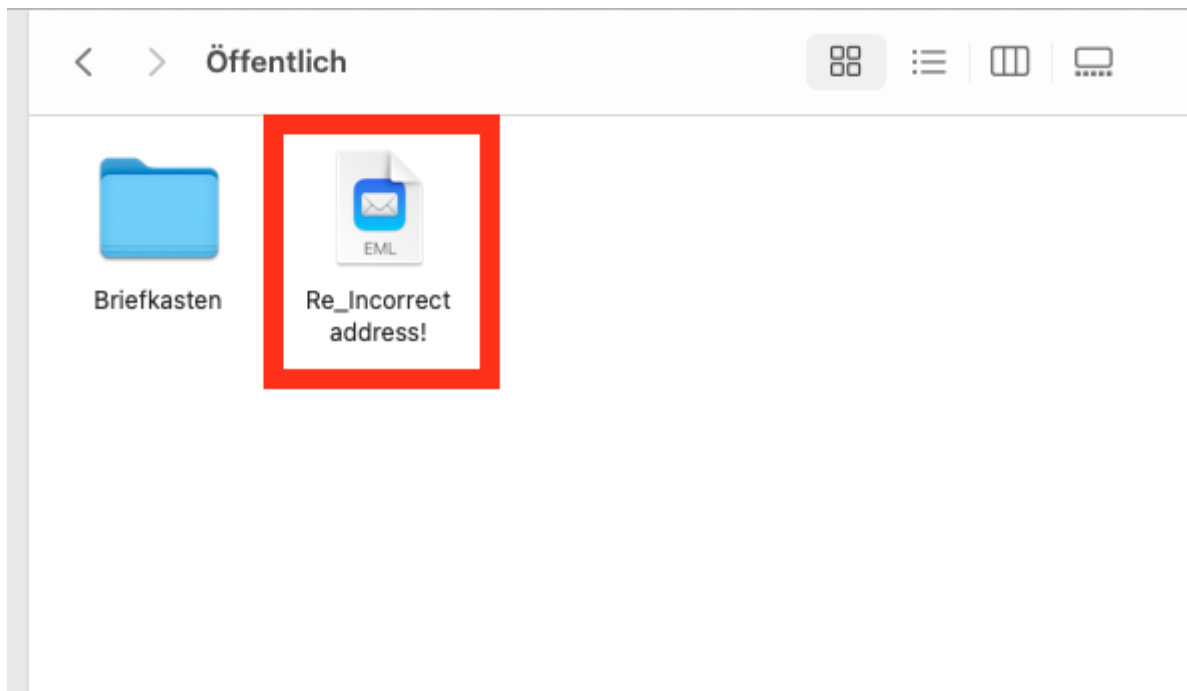 Öffentlich
EML
Briefkasten
Re_Incorrect
address!